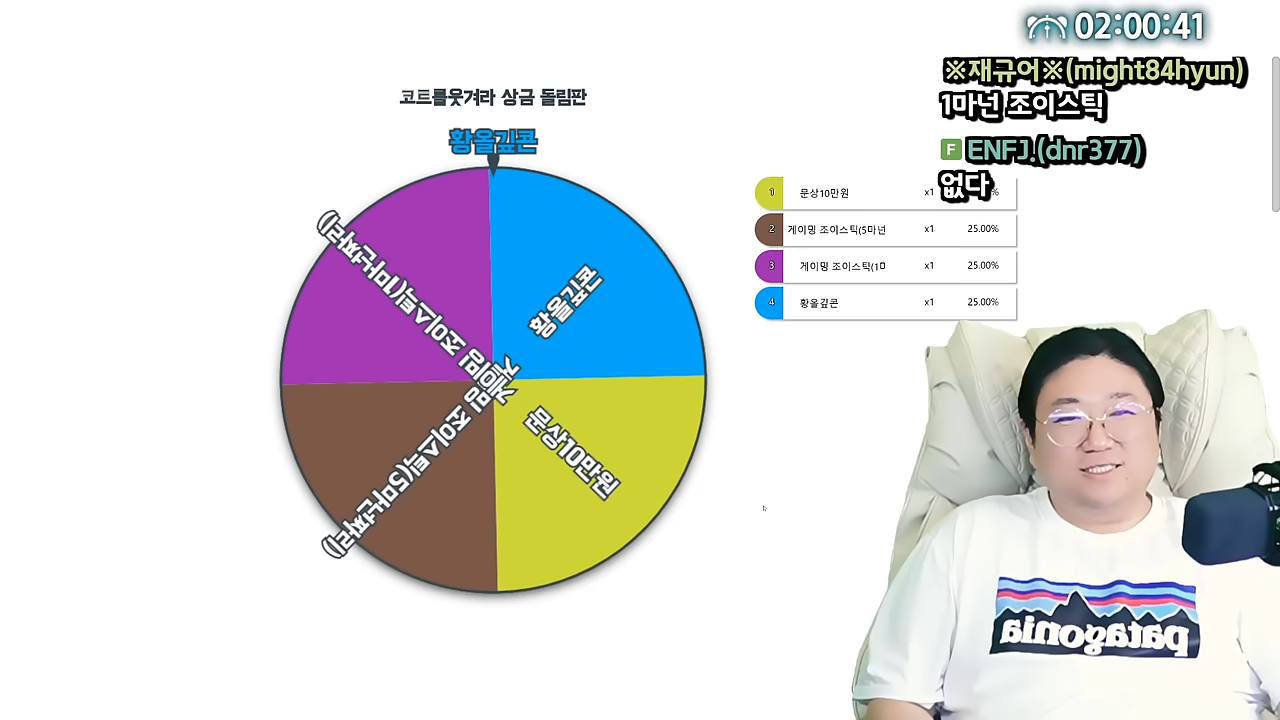 02:00:41
※재규어※(might84hyun)
1마넌 조이스틱
F ENFJ.(dnr377)
없다
코트를웃겨라 상금 돌림판
황올깊콘
황올깊콘
문상10만원
게이밍 조이스틱(5마넌짜리)
게이밍 조이스틱(1마넌짜리)
1 문상10만원 x1 %
2 게이밍 조이스틱(5마넌 x1 25.00%
3 게이밍 조이스틱(1 x1 25.00%
4 황올깊콘 x1 25.00%
patagonia